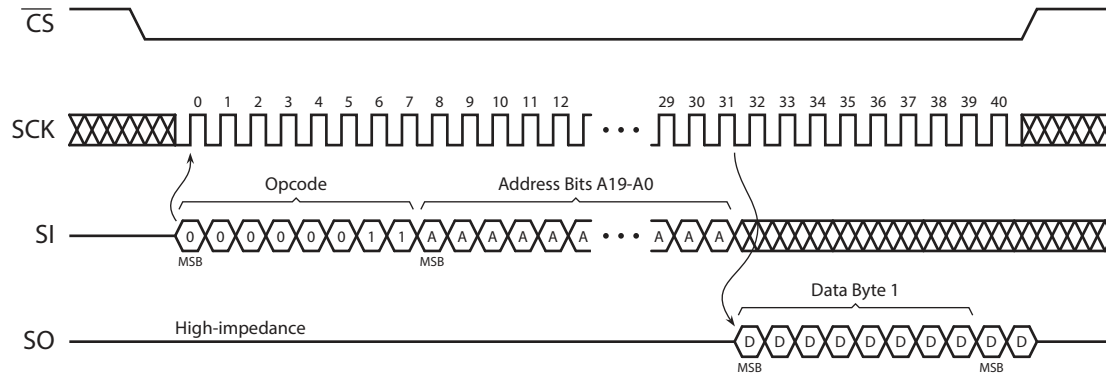 CS
0 1 2 3 4 5 6 7 8 9 10 11 12 29 30 31 32 33 34 35 36 37 38 39 40
SCK • • •
Opcode Address Bits A19-A0
SI 0 0 0 0 0 0 1 1 A A A A A A • • • A A A
MSB MSB
Data Byte 1
High-impedance
SO D D D D D D D D D D
MSB MSB